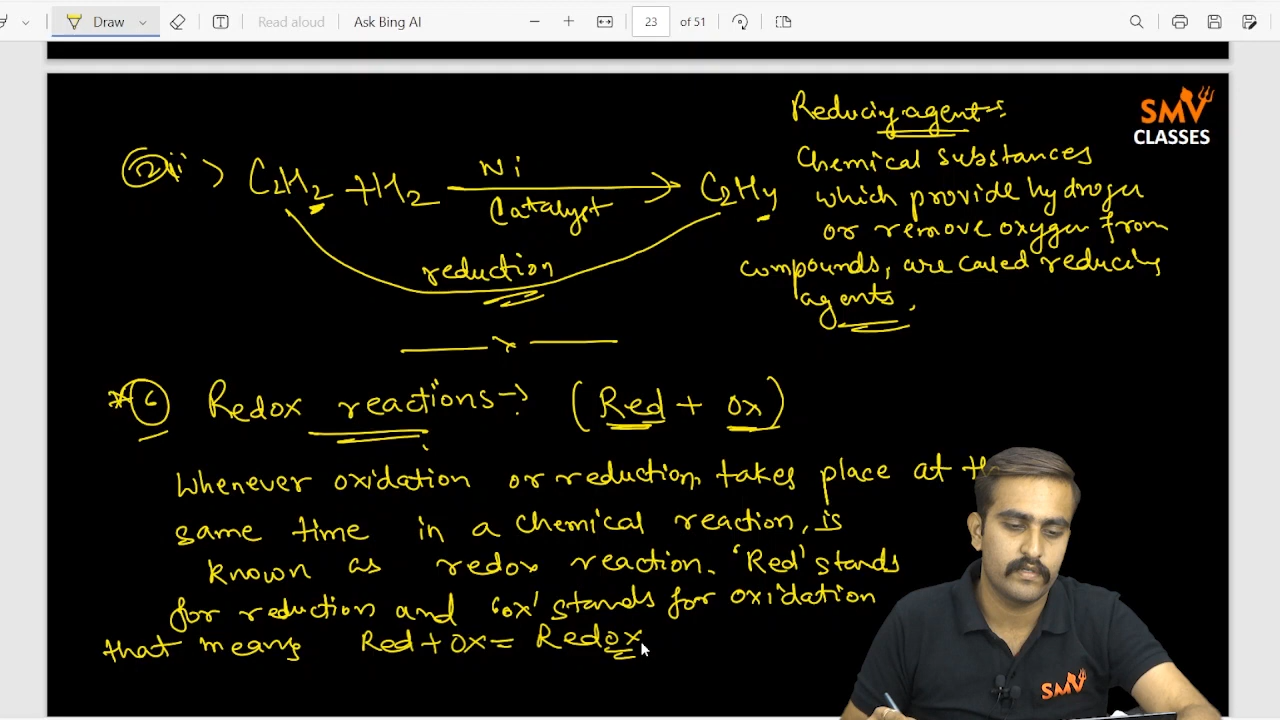 Draw
Read aloud
Ask Bing AI
23 of 51
SMV
CLASSES
Reducing agent:
Chemical substances
which provide hydrogen
or remove oxygen from
compounds, are called reducing
agents.
2ii> C2H2 + H2 Ni Catalyst C2H4
reduction
x
*6 Redox reactions → (Red + Ox)
Whenever oxidation or reduction takes place at the
same time in a chemical reaction, is
known as redox reaction. 'Red' stands
for reduction and 'ox' stands for oxidation
that means Red + Ox = Redox
SMV